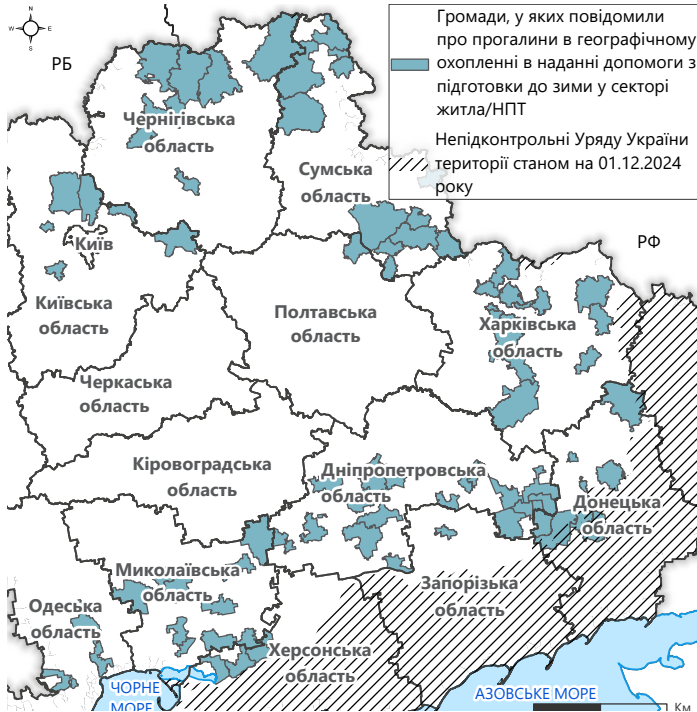 N
W
E
S
Громади, у яких повідомили
про прогалини в географічному
охопленні в наданні допомоги з
підготовки до зими у секторі
житла/НПТ
Непідконтрольні Уряду України
території станом на 01.12.2024
року
РБ
РФ
Чернігівська
область
Сумська
область
Київ
Київська
область
Полтавська
область
Харківська
область
Черкаська
область
Кіровоградська
область
Дніпропетровська
область
Донецька
область
Миколаївська
область
Запорізька
область
Одеська
область
Херсонська
область
ЧОРНЕ
МОРЕ
АЗОВСЬКЕ МОРЕ
Км